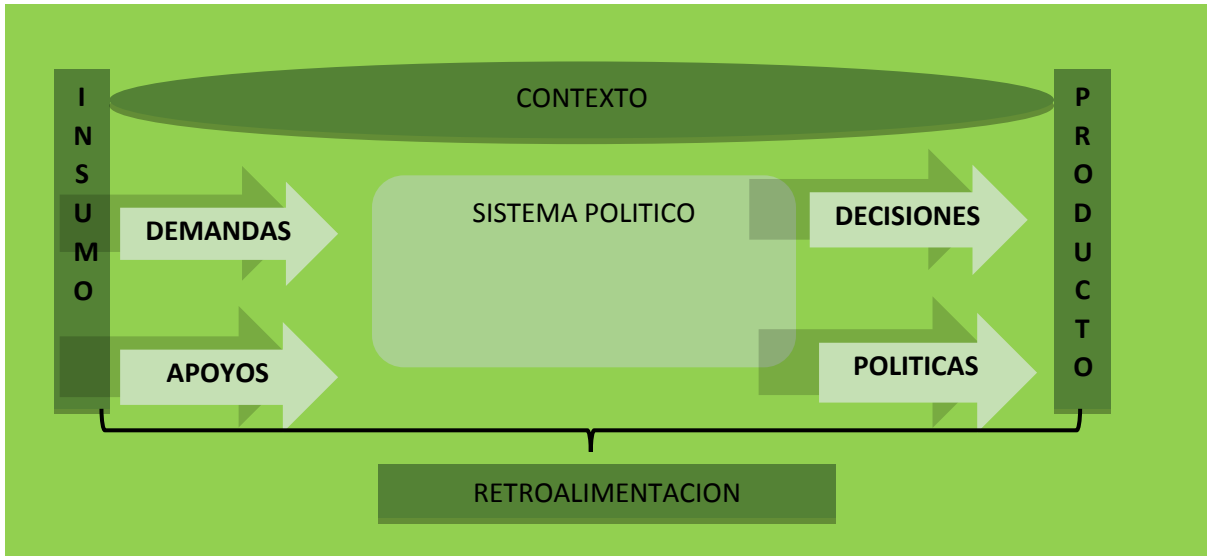 INSUMO
CONTEXTO
PRODUCTO
DEMANDAS
SISTEMA POLITICO
DECISIONES
APOYOS
POLITICAS
RETROALIMENTACION